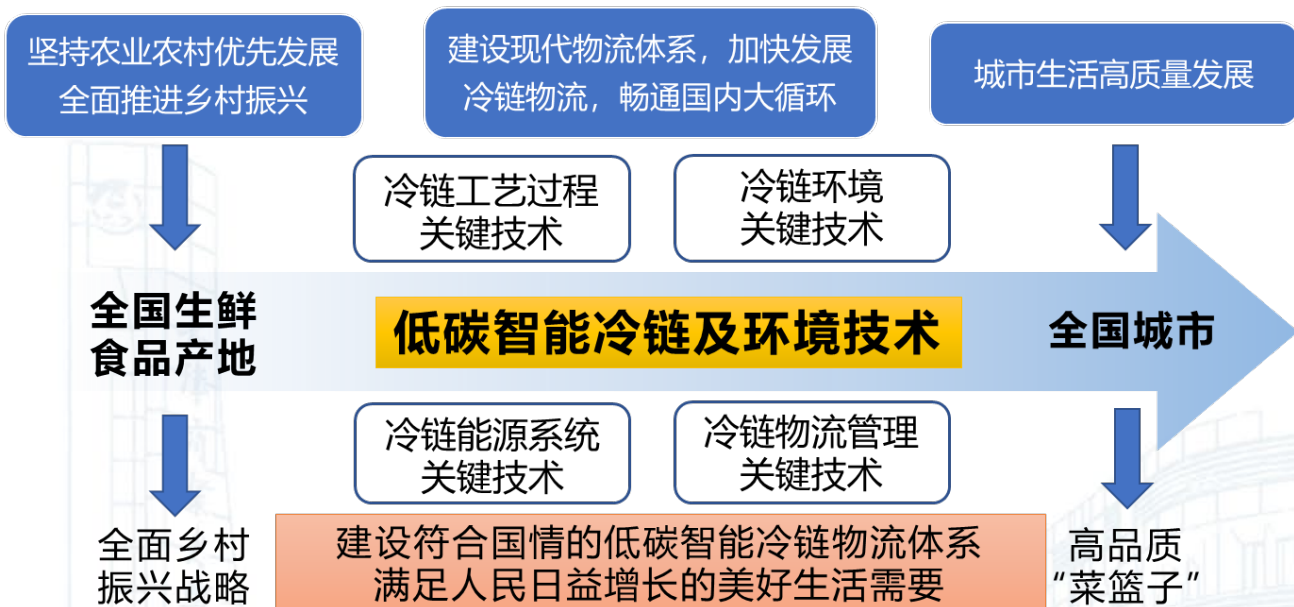 坚持农业农村优先发展
全面推进乡村振兴
建设现代物流体系，加快发展
冷链物流，畅通国内大循环
城市生活高质量发展
冷链工艺过程
关键技术
冷链环境
关键技术
全国生鲜
食品产地
低碳智能冷链及环境技术
全国城市
冷链能源系统
关键技术
冷链物流管理
关键技术
全面乡村
振兴战略
建设符合国情的低碳智能冷链物流体系
满足人民日益增长的美好生活需要
高品质
“菜篮子”